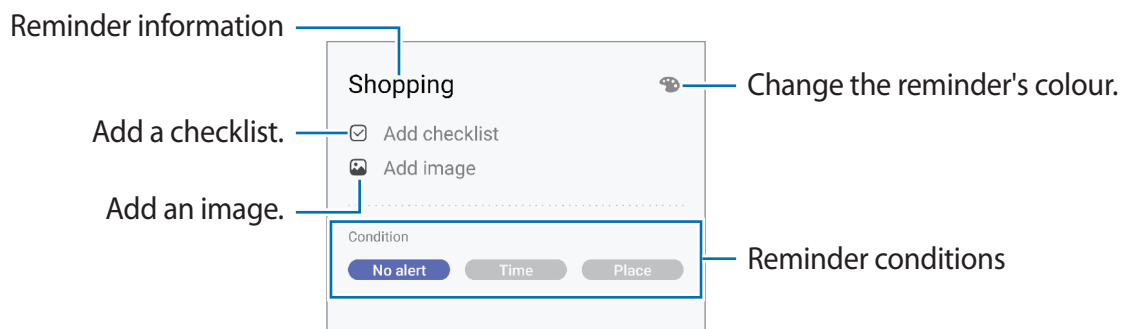 Reminder information
Shopping
Change the reminder's colour.
Add a checklist.
Add checklist
Add image
Add an image.
Condition
No alert Time Place
Reminder conditions